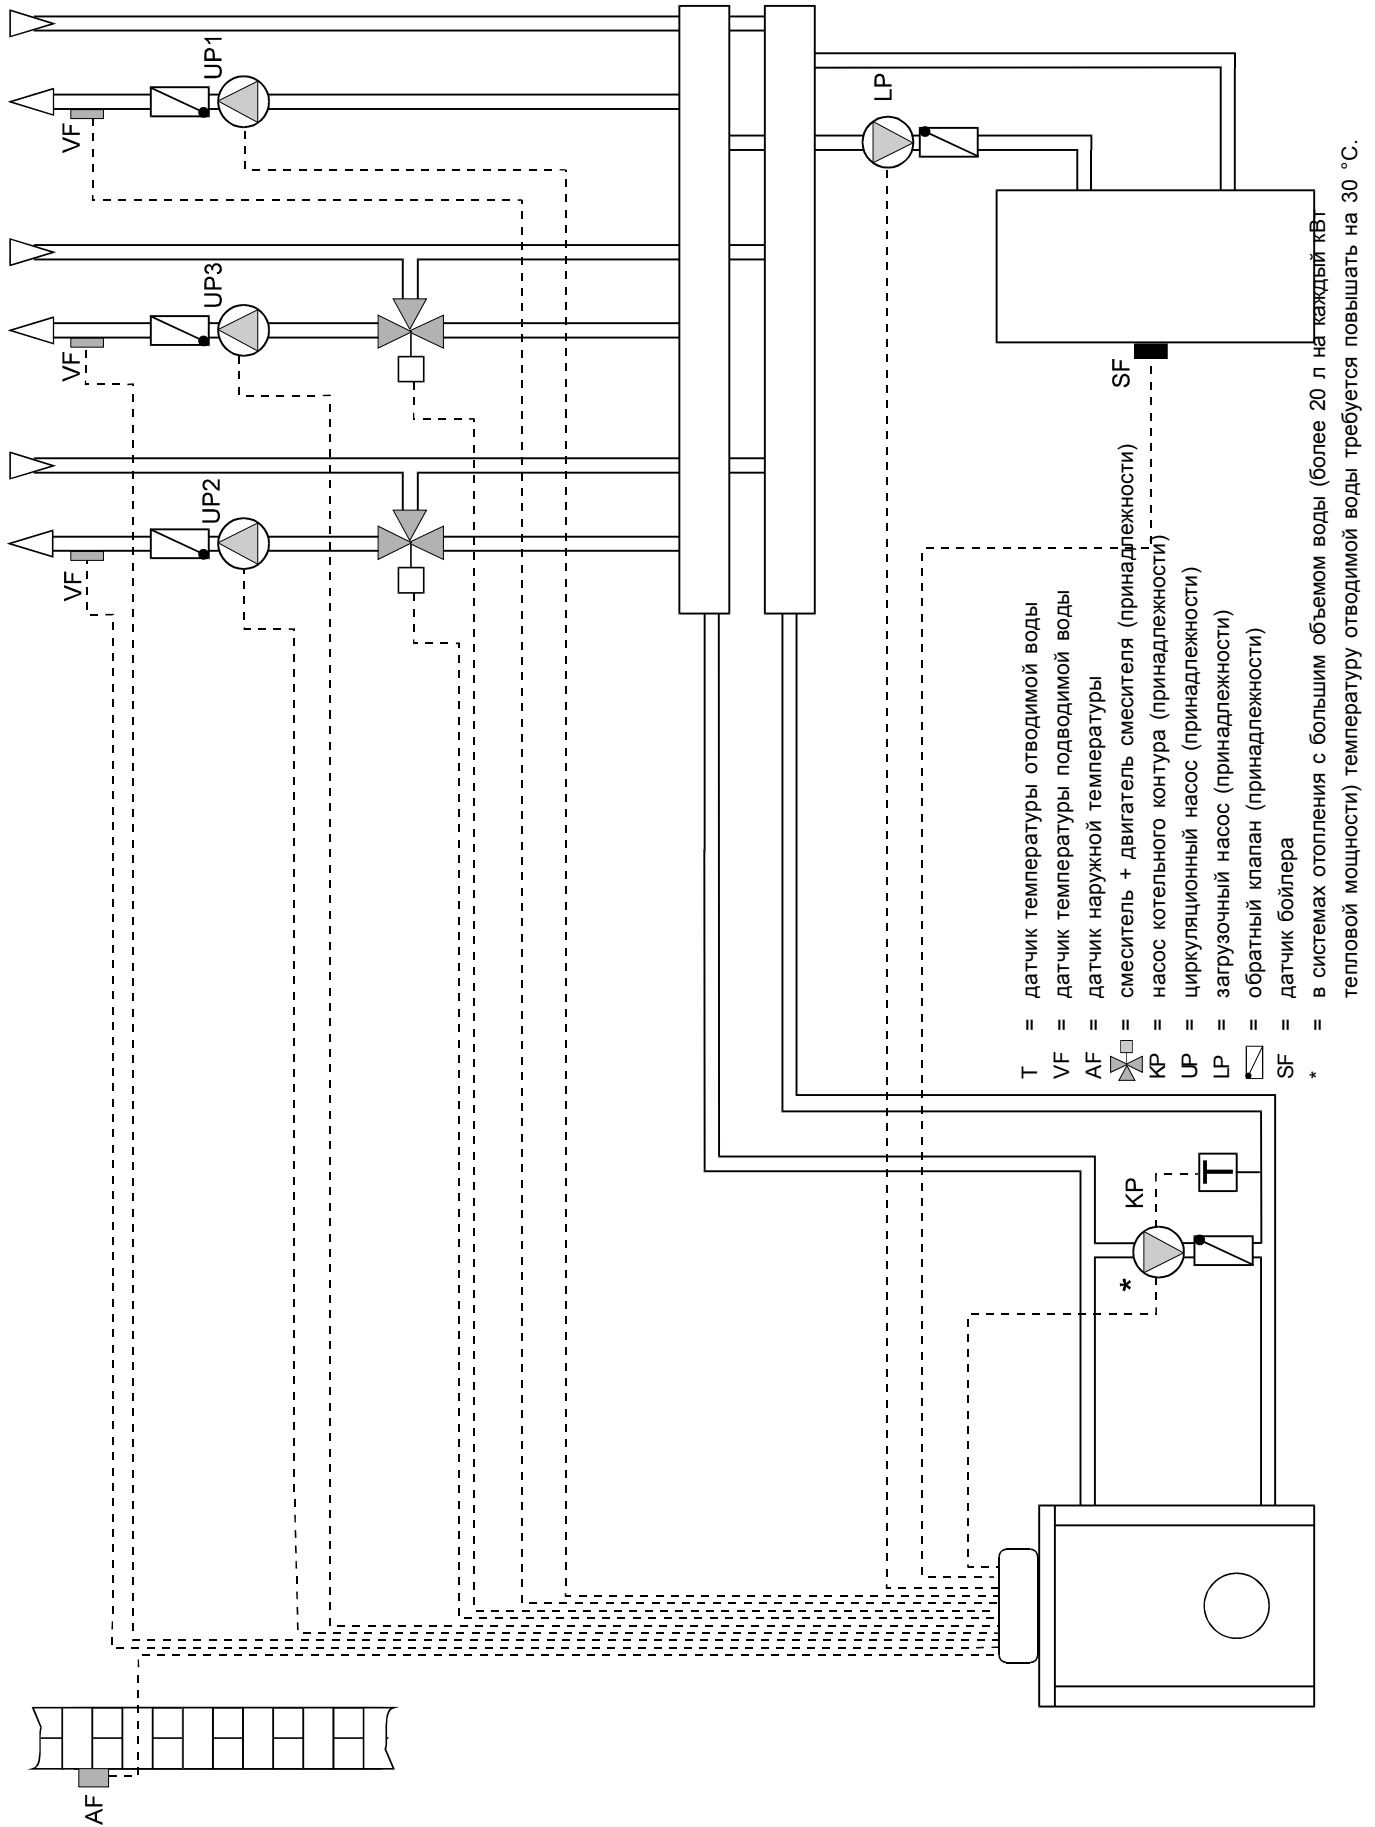 AF
VF
UP2
VF
UP3
VF
UP1
LP
SF
KP
*
T
T = датчик температуры отводимой воды
VF = датчик температуры подводимой воды
AF = датчик наружной температуры
= смеситель + двигатель смесителя (принадлежности)
KP = насос котельного контура (принадлежности)
UP = циркуляционный насос (принадлежности)
LP = загрузочный насос (принадлежности)
= обратный клапан (принадлежности)
SF = датчик бойлера
* = в системах отопления с большим объемом воды (более 20 л на каждый кВт
тепловой мощности) температуру отводимой воды требуется повышать на 30 °C.